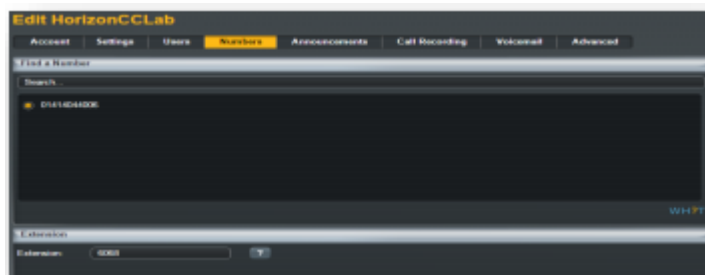 Edit HorizonCCLab
Account Settings Users Numbers Announcements Call Recording Voicemail Advanced
Find a Number
Search...
Extension
Extension: ?